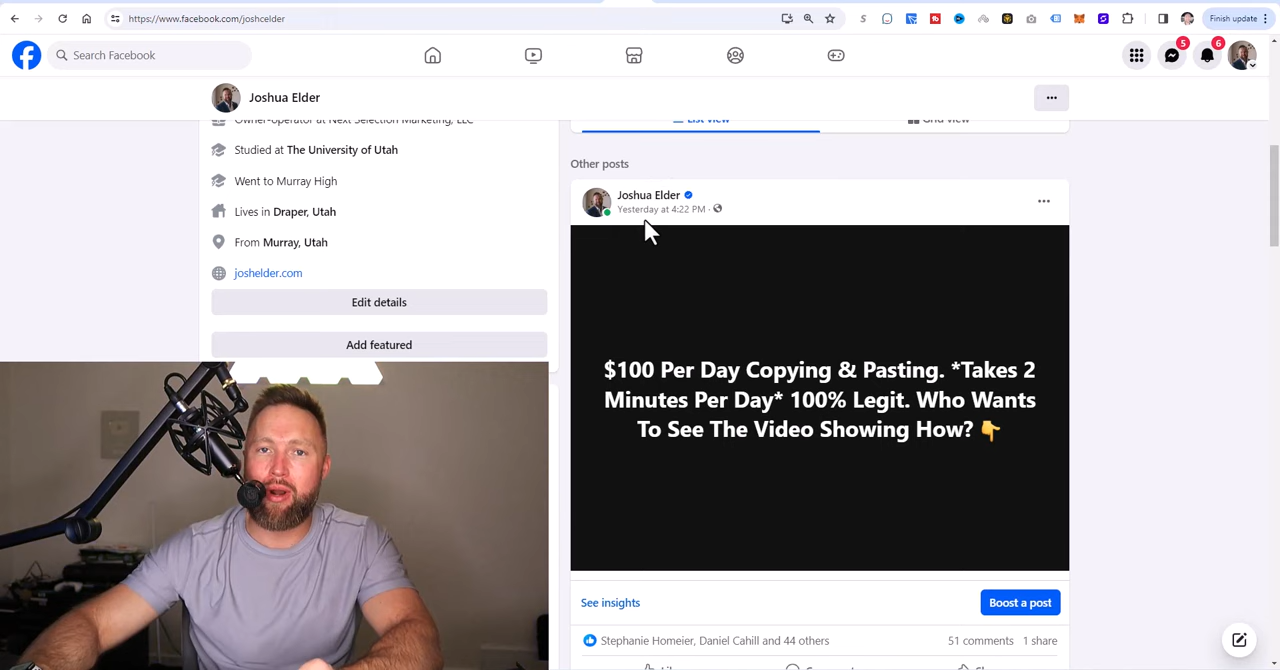 https://www.facebook.com/joshcelder
Finish update
Search Facebook
5
6
Joshua Elder
Owner-operator at Next Selection Marketing, LLC
List view
Grid view
Studied at The University of Utah
Other posts
Went to Murray High
Joshua Elder
Yesterday at 4:22 PM ·
Lives in Draper, Utah
From Murray, Utah
joshelder.com
Edit details
Add featured
$100 Per Day Copying & Pasting. *Takes 2
Minutes Per Day* 100% Legit. Who Wants
To See The Video Showing How? 👇
See insights
Boost a post
Stephanie Homeier, Daniel Cahill and 44 others
51 comments
1 share